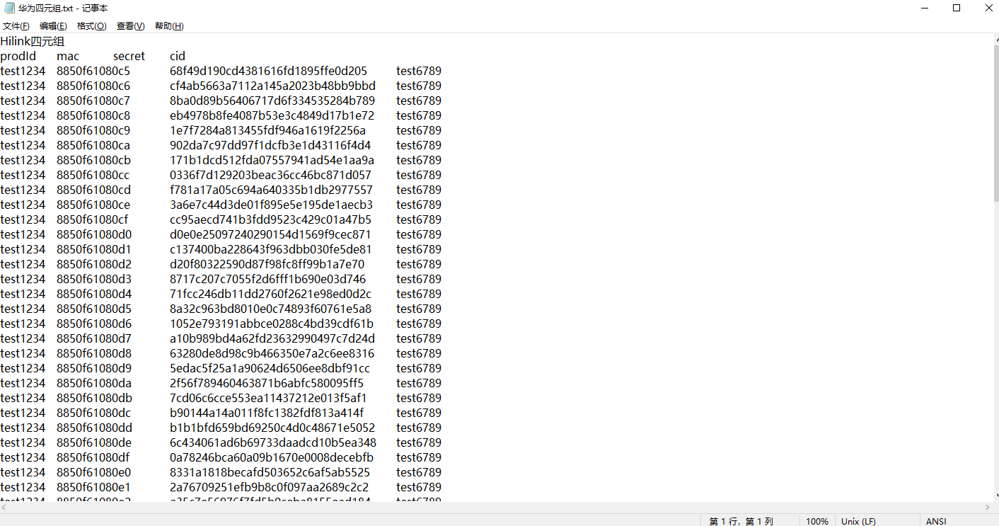 华为四元组.txt - 记事本
文件(F) 编辑(E) 格式(O) 查看(V) 帮助(H)
Hilink四元组
prodId mac secret cid
test1234 8850f61080c5 68f49d190cd4381616fd1895ffe0d205 test6789
test1234 8850f61080c6 cf4ab5663a7112a145a2023b48bb9bbd test6789
test1234 8850f61080c7 8ba0d89b56406717d6f334535284b789 test6789
test1234 8850f61080c8 eb4978b8fe4087b53e3c4849d17b1e72 test6789
test1234 8850f61080c9 1e7f7284a813455fdf946a1619f2256a test6789
test1234 8850f61080ca 902da7c97dd97f1dcfb3e1d43116f4d4 test6789
test1234 8850f61080cb 171b1dcd512fda07557941ad54e1aa9a test6789
test1234 8850f61080cc 0336f7d129203beac36cc46bc871d057 test6789
test1234 8850f61080cd f781a17a05c694a640335b1db2977557 test6789
test1234 8850f61080ce 3a6e7c44d3de01f895e5e195de1aecb3 test6789
test1234 8850f61080cf cc95aecd741b3fdd9523c429c01a47b5 test6789
test1234 8850f61080d0 d0e0e25097240290154d1569f9cec871 test6789
test1234 8850f61080d1 c137400ba228643f963dbb030fe5de81 test6789
test1234 8850f61080d2 d20f80322590d87f98fc8ff99b1a7e70 test6789
test1234 8850f61080d3 8717c207c7055f2d6fff1b690e03d746 test6789
test1234 8850f61080d4 71fcc246db11dd2760f2621e98ed0d2c test6789
test1234 8850f61080d5 8a32c963bd8010e0c74893f60761e5a8 test6789
test1234 8850f61080d6 1052e793191abbce0288c4bd39cdf61b test6789
test1234 8850f61080d7 a10b989bd4a62fd23632990497c7d24d test6789
test1234 8850f61080d8 63280de8d98c9b466350e7a2c6ee8316 test6789
test1234 8850f61080d9 5edac5f25a1a90624d6506ee8dbf91cc test6789
test1234 8850f61080da 2f56f789460463871b6abfc580095ff5 test6789
test1234 8850f61080db 7cd06c6cce553ea11437212e013f5af1 test6789
test1234 8850f61080dc b90144a14a011f8fc1382fdf813a414f test6789
test1234 8850f61080dd b1b1bfd659bd69250c4d0c48671e5052 test6789
test1234 8850f61080de 6c434061ad6b69733daadcd10b5ea348 test6789
test1234 8850f61080df 0a78246bca60a09b1670e0008decebfb test6789
test1234 8850f61080e0 8331a1818becafd503652c6af5ab5525 test6789
test1234 8850f61080e1 2a76709251efb9b8c0f097aa2689c2c2 test6789
test1234 8850f61080e2 test6789
第 1 行，第 1 列 100% Unix (LF) ANSI